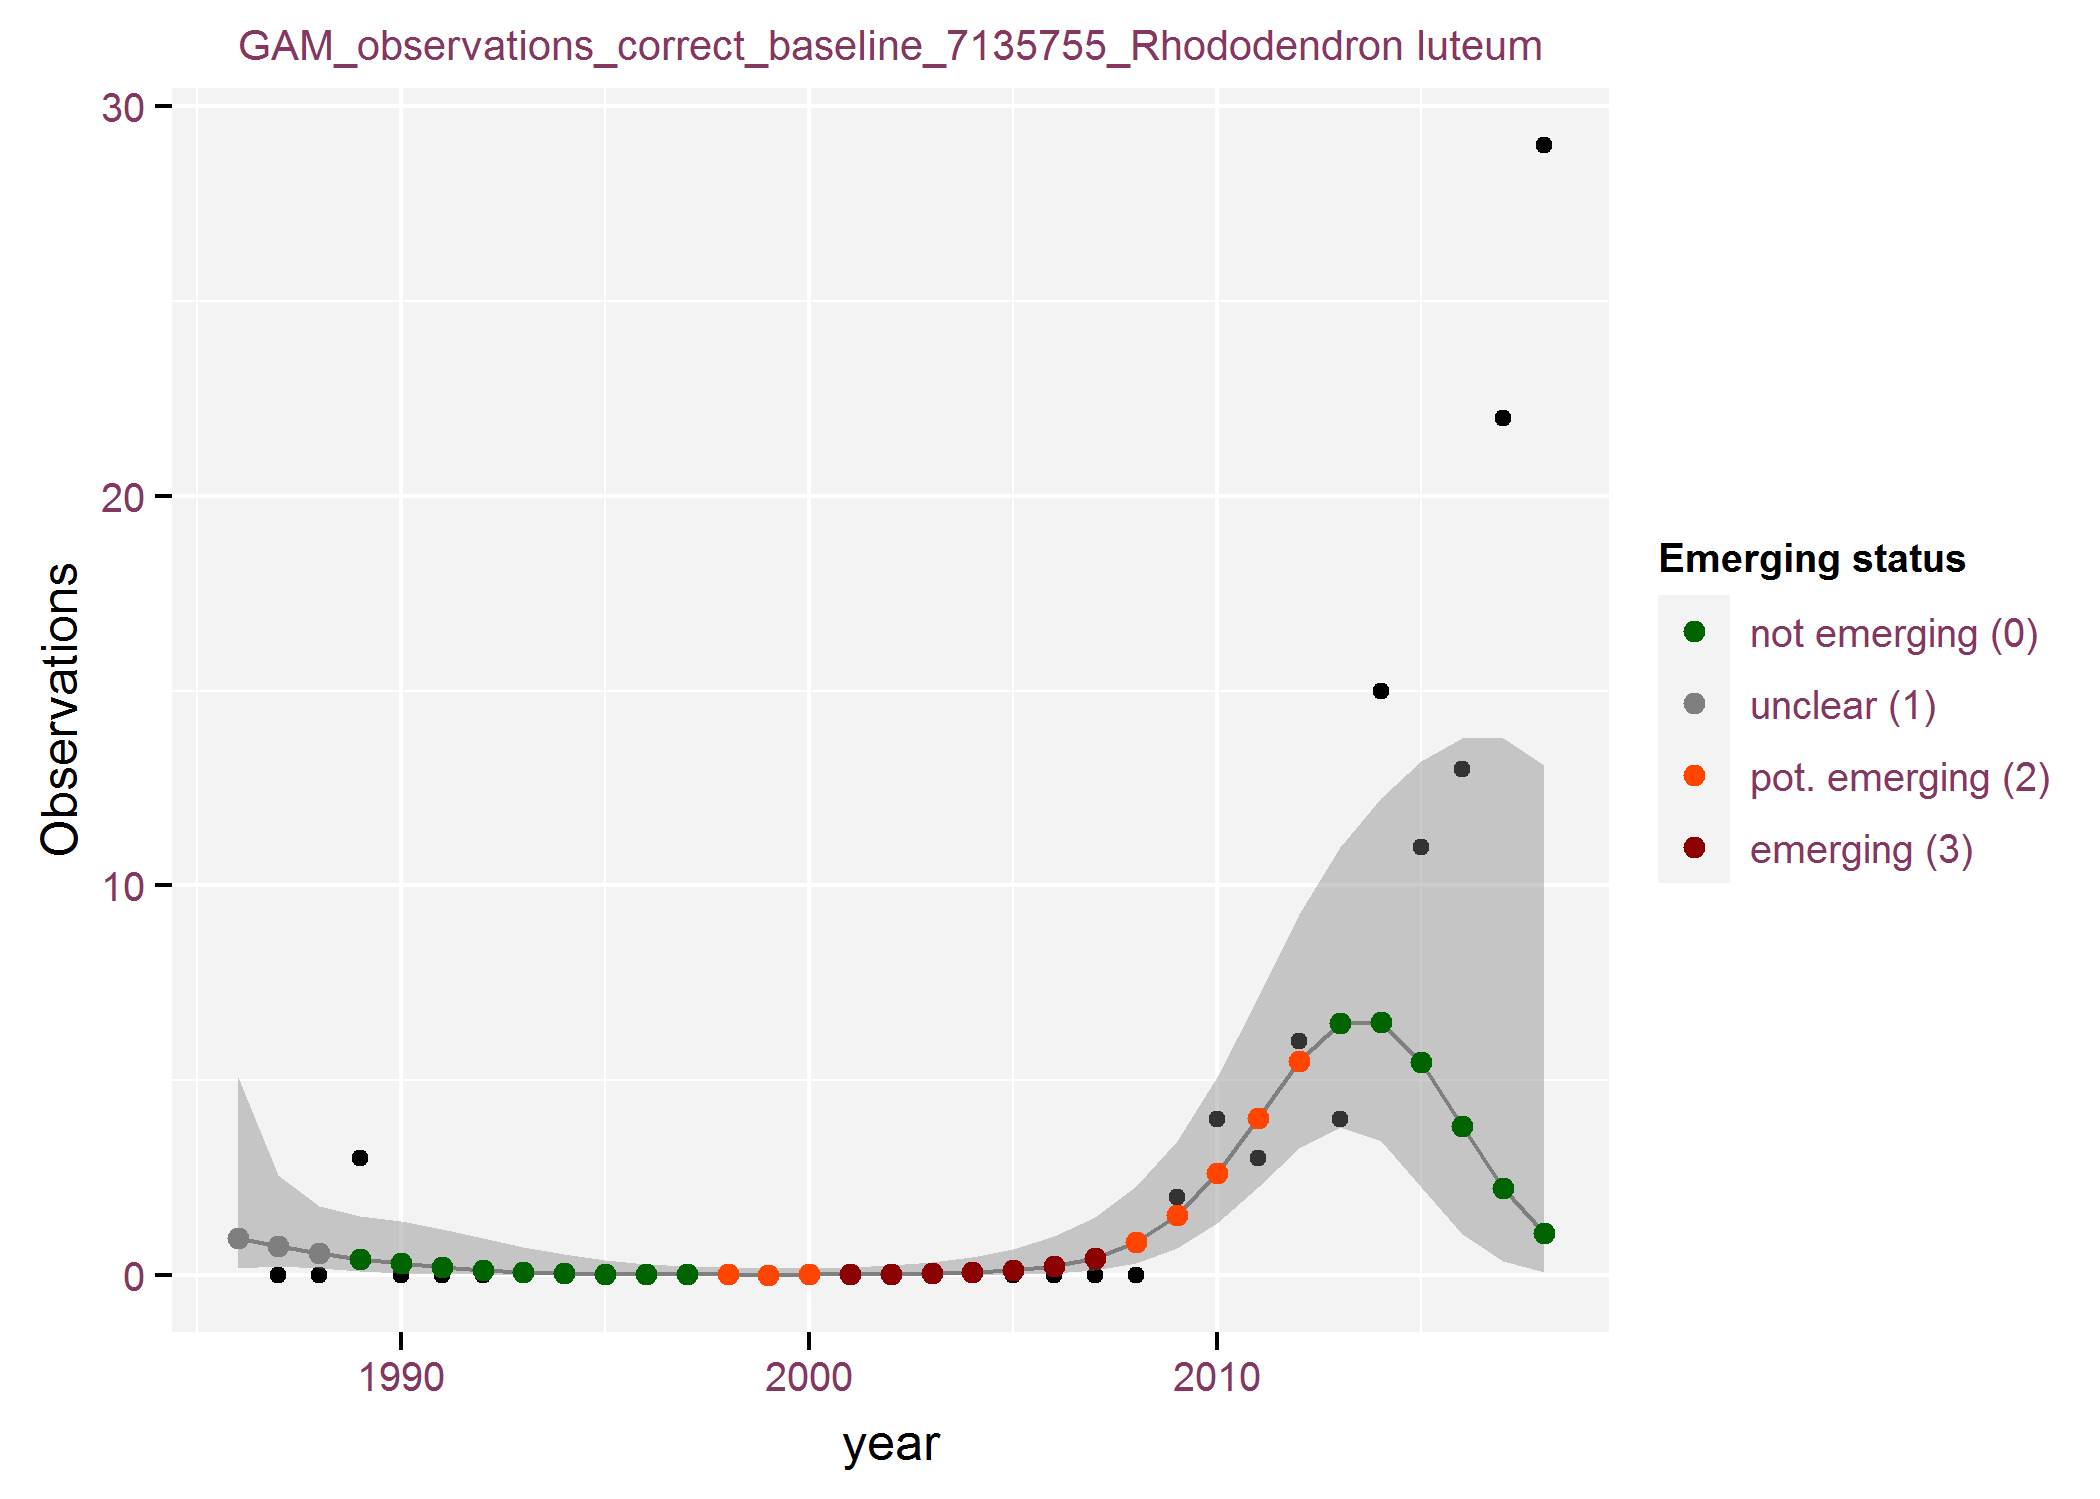 GAM_observations_correct_baseline_7135755_Rhododendron luteum
30
20
10
0
Observations
1990
2000
2010
year
Emerging status
not emerging (0)
unclear (1)
pot. emerging (2)
emerging (3)